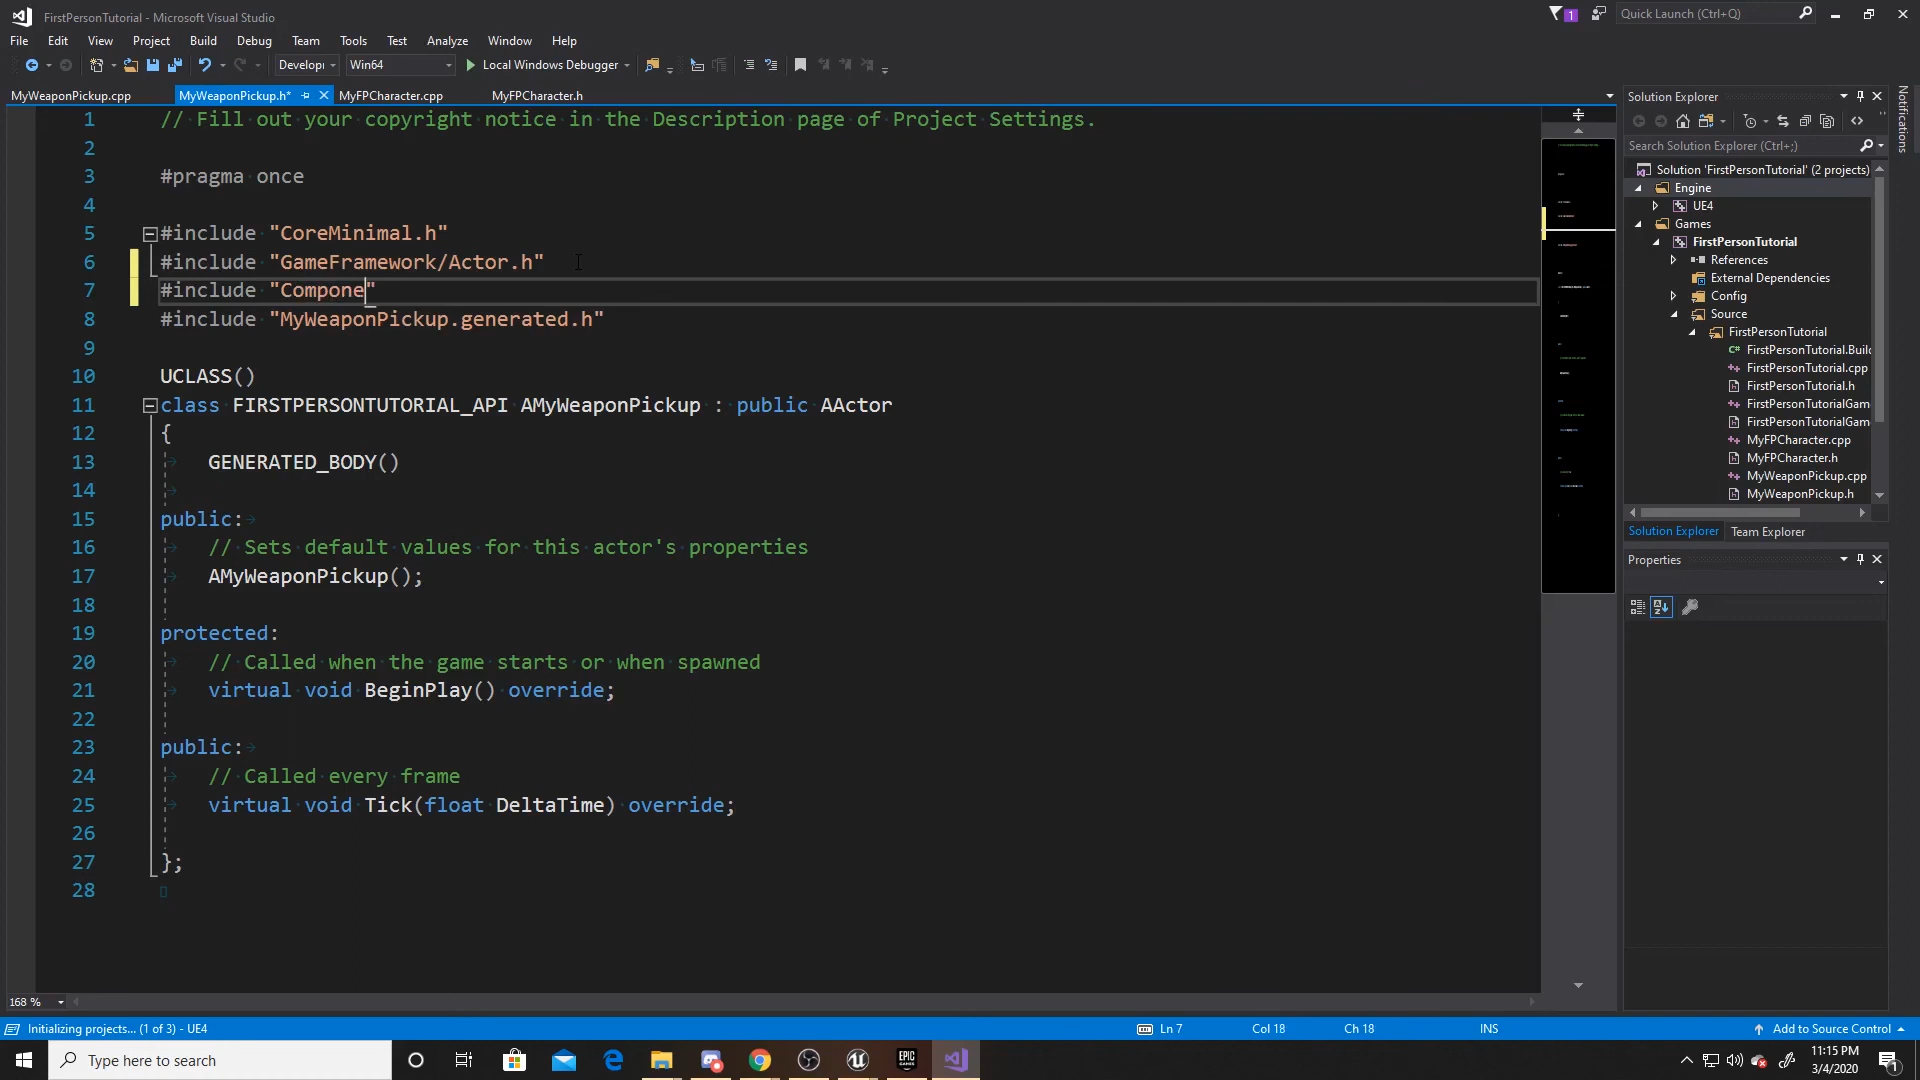 FirstPersonTutorial - Microsoft Visual Studio
1
Quick Launch (Ctrl+Q)
File Edit View Project Build Debug Team Tools Test Analyze Window Help
Developı Win64 Local Windows Debugger
MyWeaponPickup.cpp MyWeaponPickup.h* MyFPCharacter.cpp MyFPCharacter.h
1 // Fill out your copyright notice in the Description page of Project Settings.
2
3 #pragma once
4
5 #include "CoreMinimal.h"
6 #include "GameFramework/Actor.h"
7 #include "Compone"
8 #include "MyWeaponPickup.generated.h"
9
10 UCLASS()
11 class FIRSTPERSONTUTORIAL_API AMyWeaponPickup : public AActor
12 {
13 GENERATED_BODY()
14
15 public:
16 // Sets default values for this actor's properties
17 AMyWeaponPickup();
18
19 protected:
20 // Called when the game starts or when spawned
21 virtual void BeginPlay() override;
22
23 public:
24 // Called every frame
25 virtual void Tick(float DeltaTime) override;
26
27 };
28
168 %
Solution Explorer
Search Solution Explorer (Ctrl+;)
Solution 'FirstPersonTutorial' (2 projects)
Engine
UE4
Games
FirstPersonTutorial
References
External Dependencies
Config
Source
FirstPersonTutorial
FirstPersonTutorial.Build
FirstPersonTutorial.cpp
FirstPersonTutorial.h
FirstPersonTutorialGam
FirstPersonTutorialGam
MyFPCharacter.cpp
MyFPCharacter.h
MyWeaponPickup.cpp
MyWeaponPickup.h
Solution Explorer Team Explorer
Properties
Notifications
Initializing projects... (1 of 3) - UE4 Ln 7 Col 18 Ch 18 INS Add to Source Control
Type here to search
EPIC GAMES
11:15 PM
3/4/2020
1